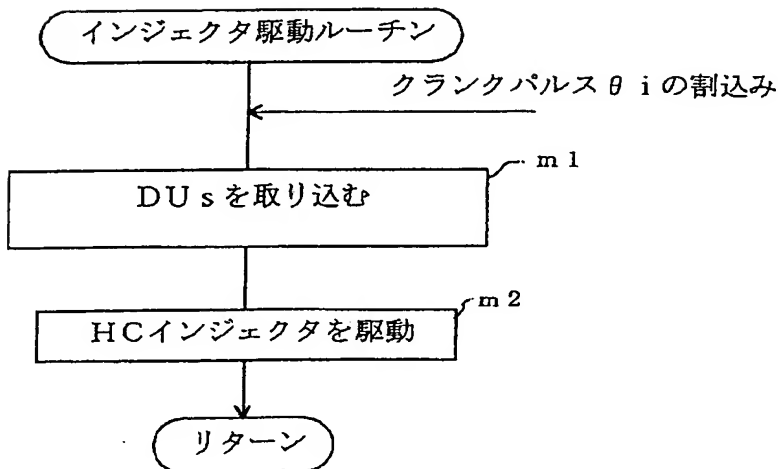 インジェクタ駆動ルーチン
クランクパルスθiの割込み
m1
DUsを取り込む
m2
HCインジェクタを駆動
リターン